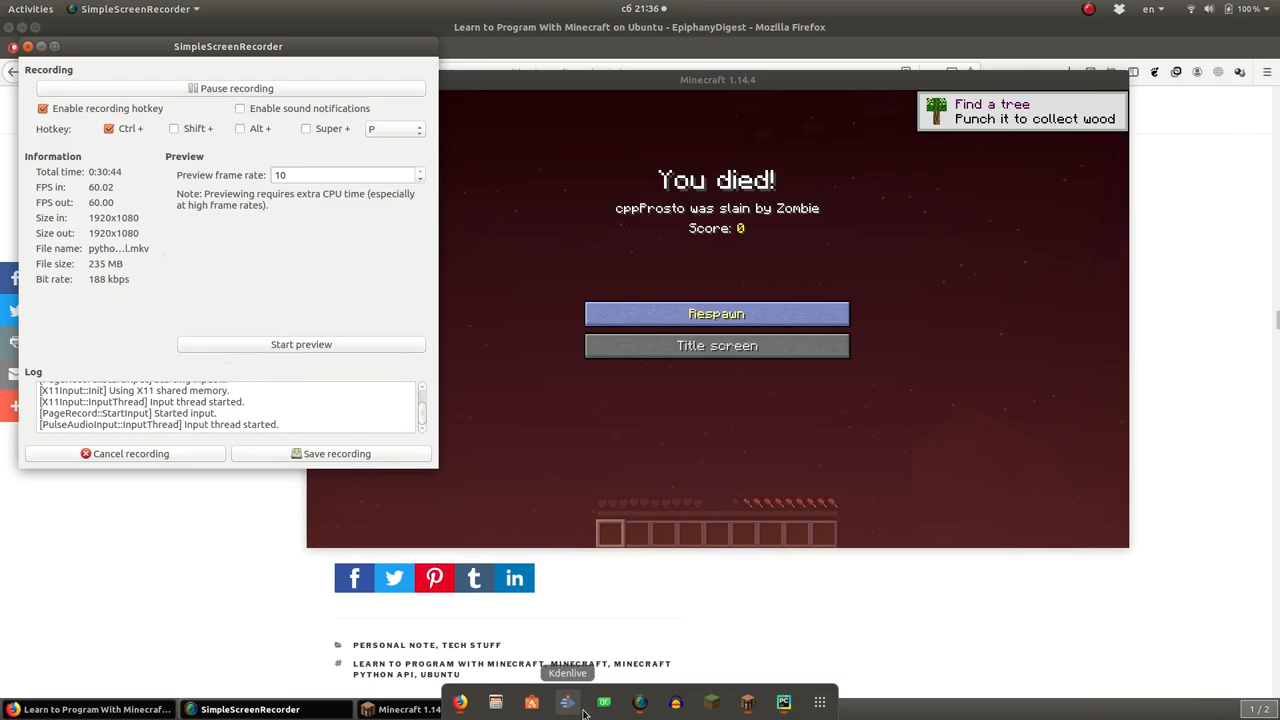 Activities
SimpleScreenRecorder
сб 21:36
en
100 %
Learn to Program With Minecraft on Ubuntu - EpiphanyDigest - Mozilla Firefox
SimpleScreenRecorder
Recording
Pause recording
Enable recording hotkey
Enable sound notifications
Hotkey:
Ctrl +
Shift +
Alt +
Super +
P
Information
Total time: 0:30:44
FPS in: 60.02
FPS out: 60.00
Size in: 1920x1080
Size out: 1920x1080
File name: pytho...l.mkv
File size: 235 MB
Bit rate: 188 kbps
Preview
Preview frame rate: 10
Note: Previewing requires extra CPU time (especially
at high frame rates).
Start preview
Log
[X11Input::Init] Using X11 shared memory.
[X11Input::InputThread] Input thread started.
[PageRecord::StartInput] Started input.
[PulseAudioInput::InputThread] Input thread started.
Cancel recording
Save recording
Minecraft 1.14.4
Find a tree
Punch it to collect wood
You died!
cppProsto was slain by Zombie
Score: 0
Respawn
Title screen
PERSONAL NOTE, TECH STUFF
# LEARN TO PROGRAM WITH MINECRAFT, MINECRAFT, MINECRAFT
PYTHON API, UBUNTU
Kdenlive
Learn to Program With Minecraft...
SimpleScreenRecorder
Minecraft 1.14
1 / 2